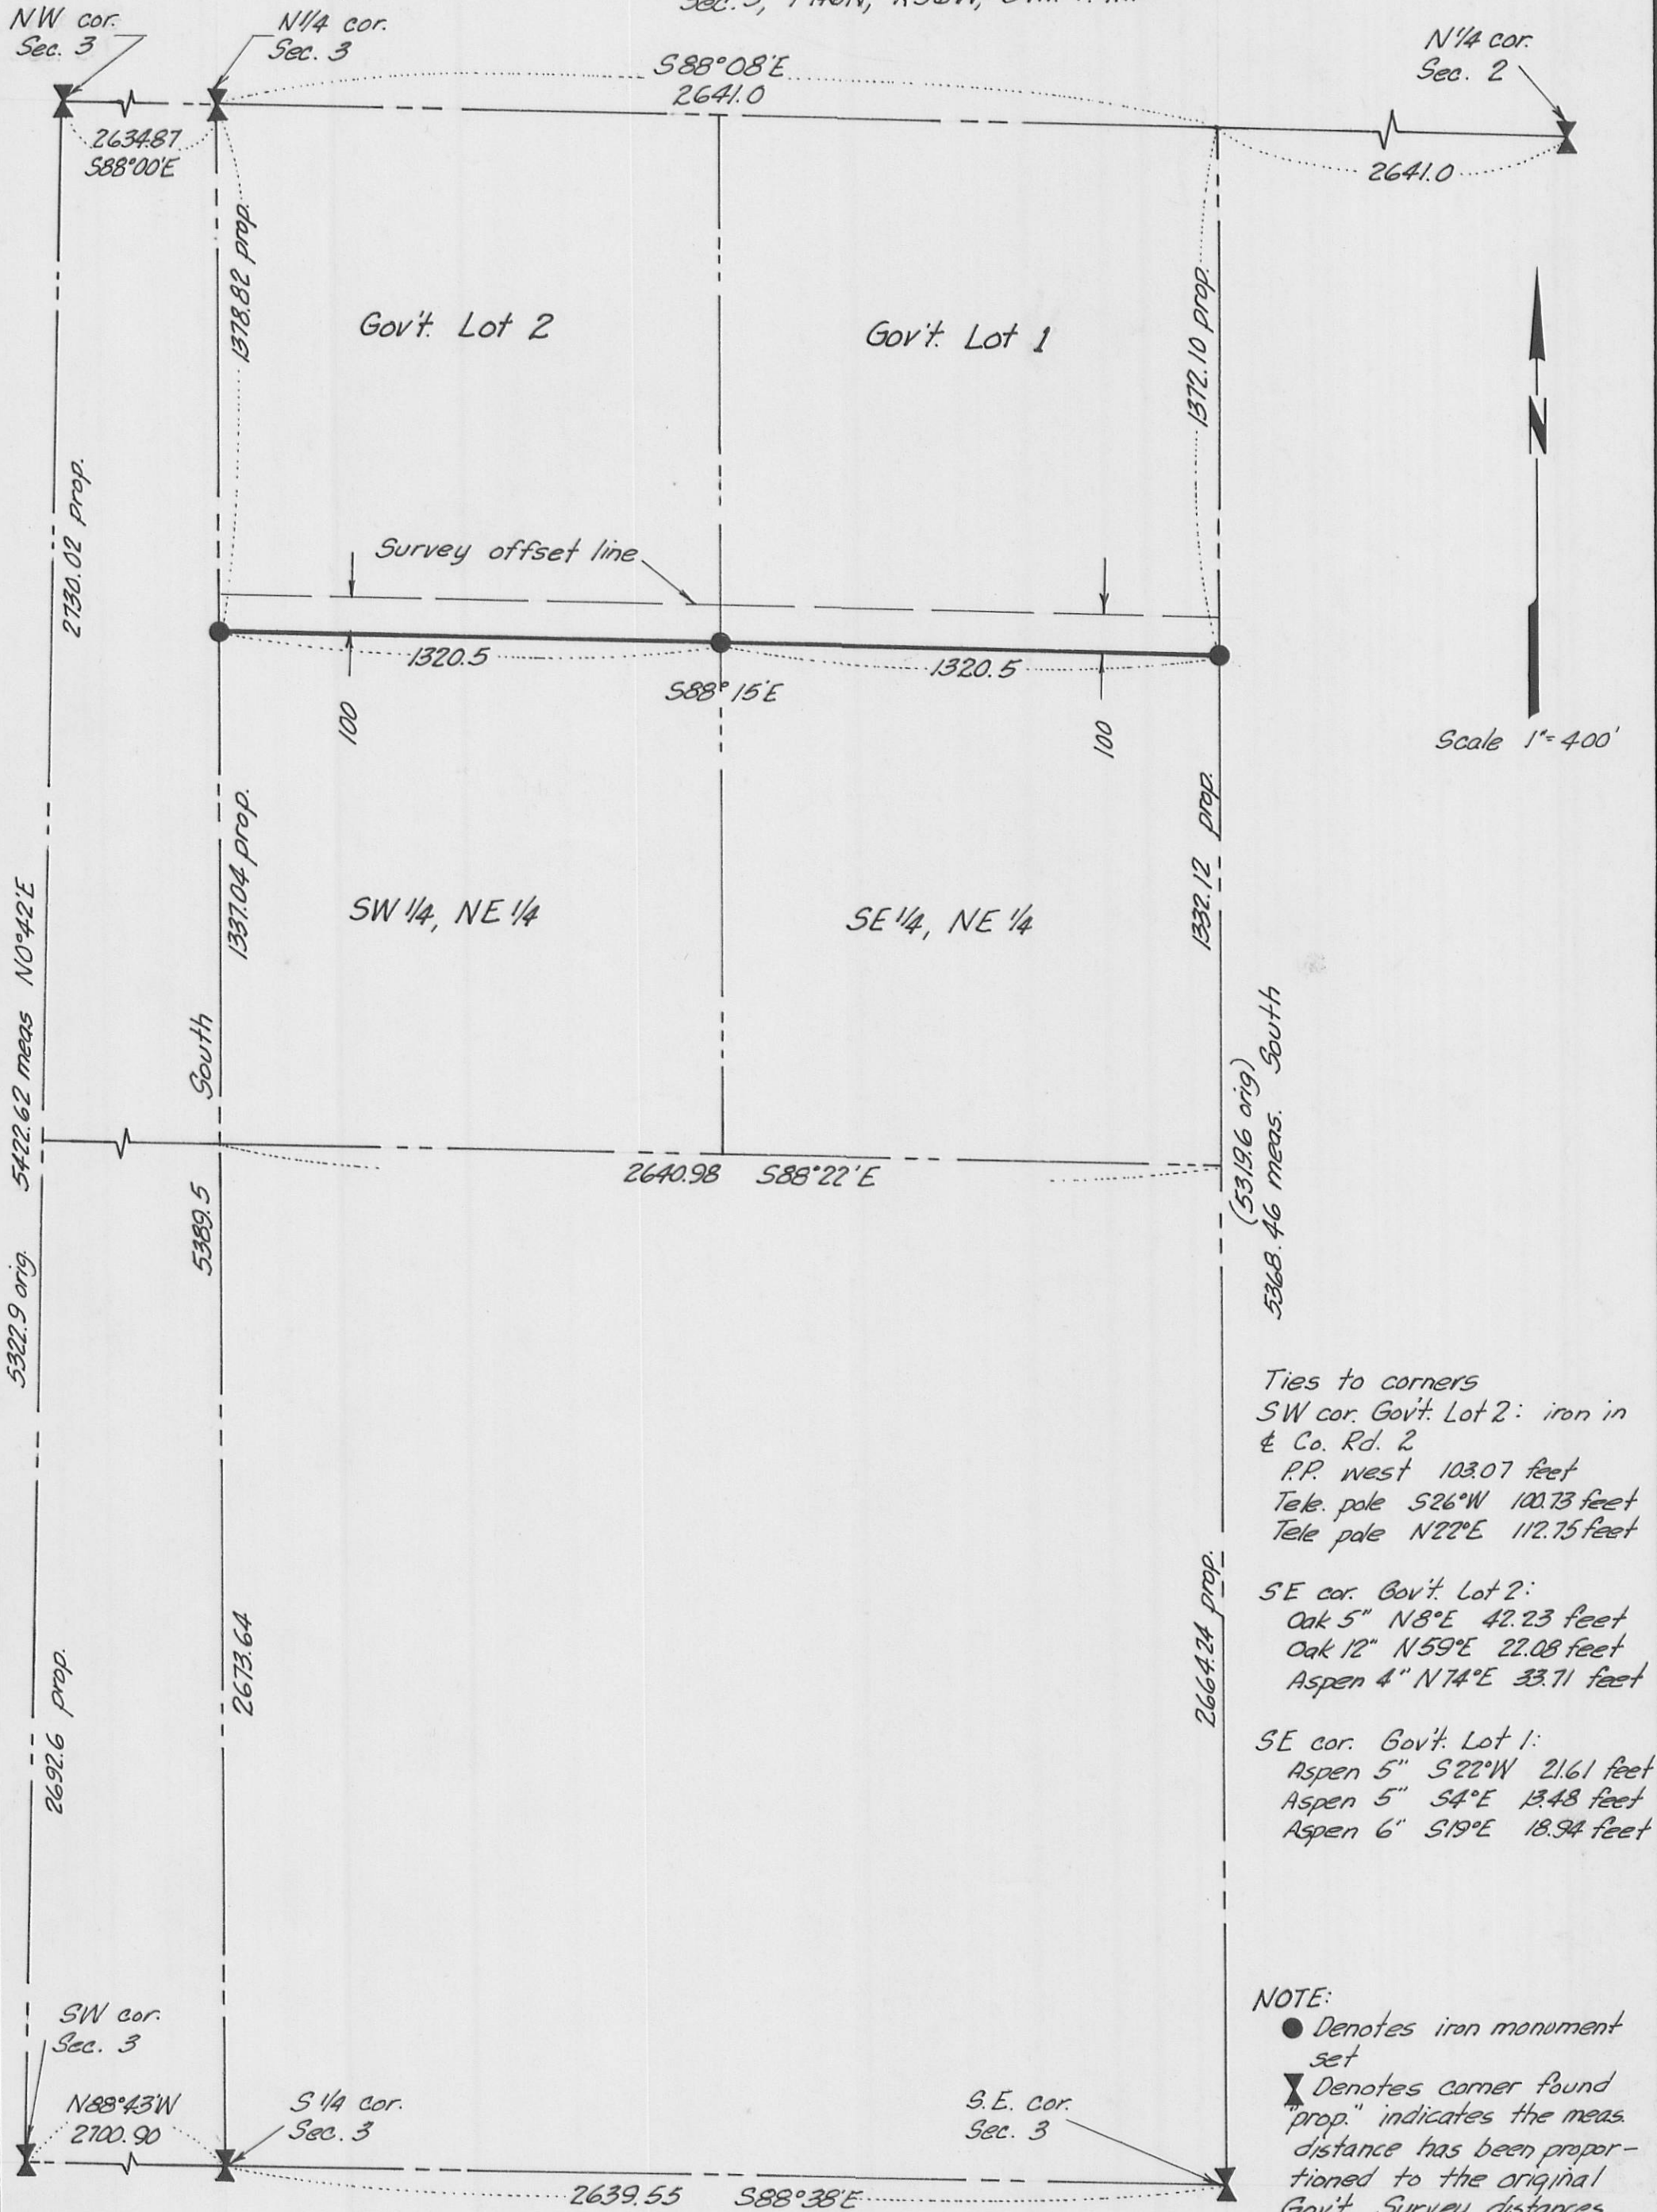 Sec. 3,
NW cor.
Sec. 3
N1/4 cor.
Sec. 3
S88°08'E
2641.0
N1/4 cor.
Sec. 2
2634.87
S88°00'E
2641.0
1378.82 prop.
Gov't. Lot 2
Gov't. Lot 1
1372.10 prop.
N
2730.02 prop.
Survey offset line
1320.5
1320.5
S88°15'E
100
100
Scale 1"=400'
1337.04 prop.
1332.12 prop.
SW 1/4, NE 1/4
SE 1/4, NE 1/4
5422.62 meas N0°42'E
5322.9 orig.
South
5389.5
2640.98 S88°22'E
(5319.6 orig)
5368.46 meas. South
Ties to corners
SW cor. Gov't. Lot 2: iron in
℄ Co. Rd. 2
P.P. west 103.07 feet
Tele. pole S26°W 100.73 feet
Tele pole N22°E 112.75 feet
SE cor. Gov't. Lot 2:
Oak 5" N8°E 42.23 feet
Oak 12" N59°E 22.08 feet
Aspen 4" N74°E 33.71 feet
SE cor. Gov't. Lot 1:
Aspen 5" S22°W 21.61 feet
Aspen 5" S4°E 13.48 feet
Aspen 6" S19°E 18.94 feet
2692.6 prop.
2673.64
2664.24 prop.
SW cor.
Sec. 3
N88°43'W
2700.90
S 1/4 cor.
Sec. 3
S.E. cor.
Sec. 3
2639.55 S88°38'E
NOTE:
Denotes iron monument
set
Denotes corner found
"prop." indicates the meas.
distance has been propor-
tioned to the original
Gov't. Survey distances